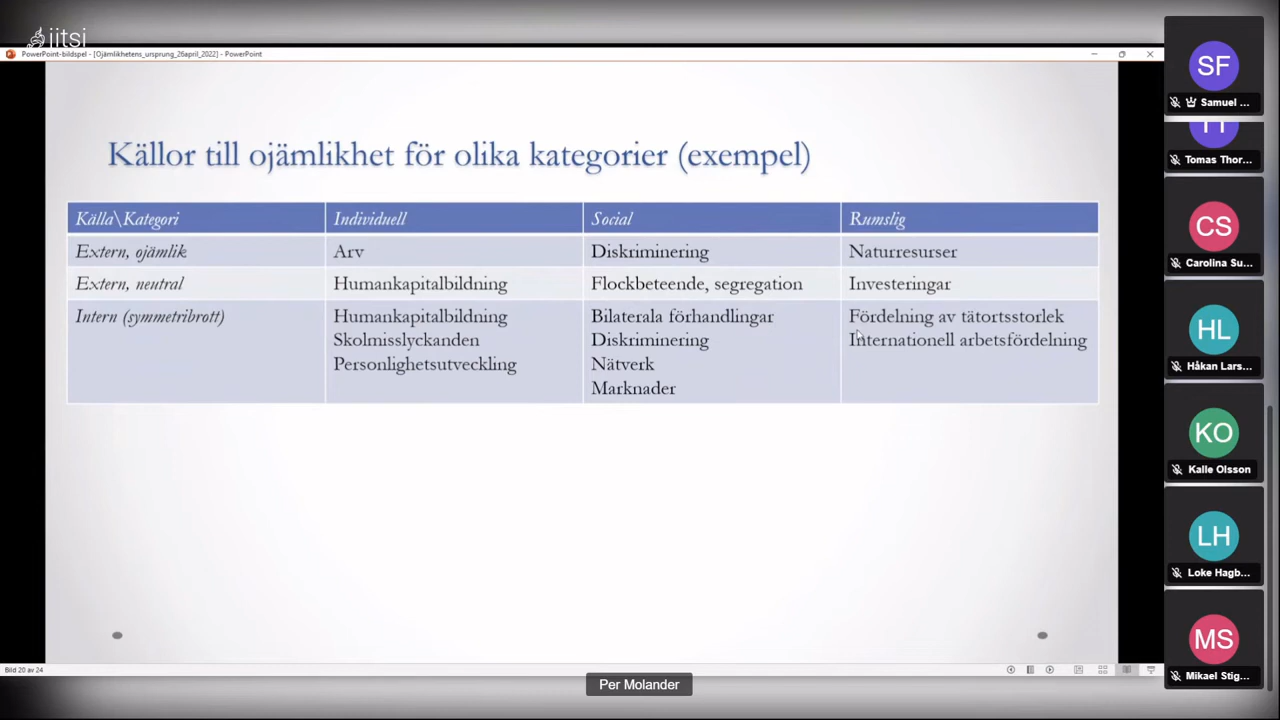 iitsi
PowerPoint-bildspel - [Ojämlikhetens_ursprung_26april_2022] - PowerPoint
Källor till ojämlikhet för olika kategorier (exempel)
Källa\Kategori Individuell Social Rumslig
Extern, ojämlik Arv Diskriminering Naturresurser
Extern, neutral Humankapitalbildning Flockbeteende, segregation Investeringar
Intern (symmetribrott) Humankapitalbildning Bilaterala förhandlingar Fördelning av tätortsstorlek
Skolmisslyckanden Diskriminering Internationell arbetsfördelning
Personlighetsutveckling Nätverk
Marknader
Bild 20 av 24
Per Molander
SF
Samuel ...
Tomas Thor...
CS
Carolina Su...
HL
Håkan Lars...
KO
Kalle Olsson
LH
Loke Hagb...
MS
Mikael Stig...